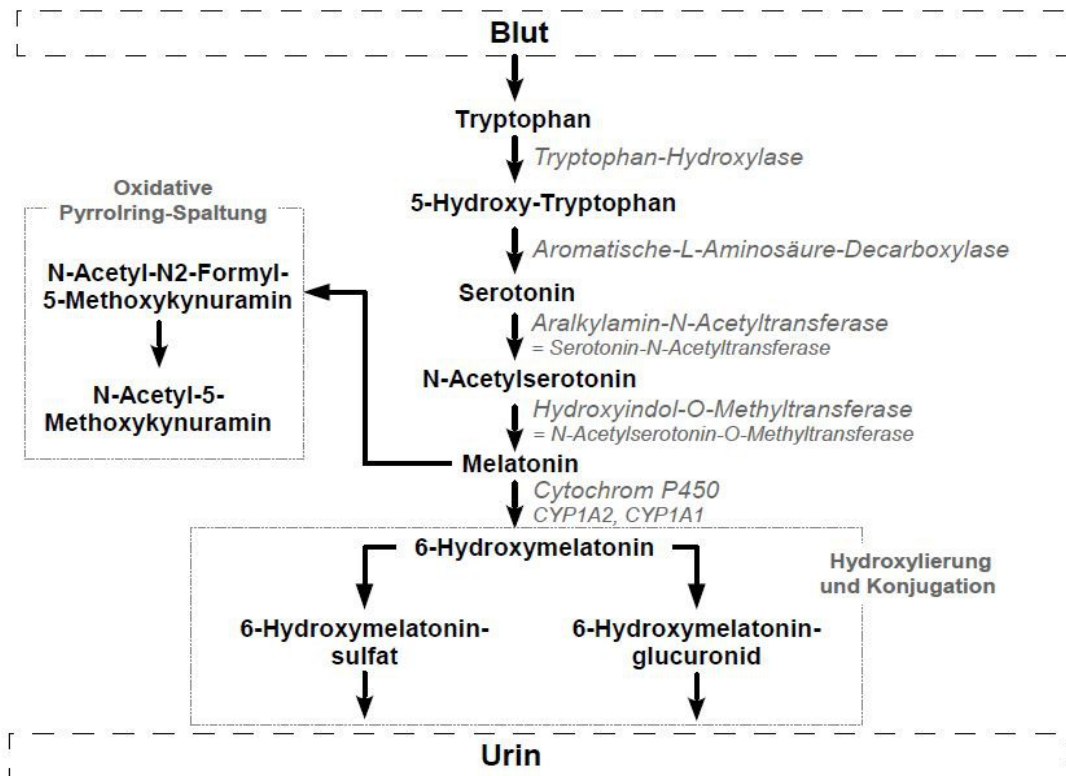 Blut
Tryptophan
Tryptophan-Hydroxylase
5-Hydroxy-Tryptophan
Aromatische-L-Aminosäure-Decarboxylase
Serotonin
Aralkylamin-N-Acetyltransferase
= Serotonin-N-Acetyltransferase
N-Acetylserotonin
Hydroxyindol-O-Methyltransferase
= N-Acetylserotonin-O-Methyltransferase
Melatonin
Oxidative
Pyrrolring-Spaltung
N-Acetyl-N2-Formyl-
5-Methoxykynuramin
N-Acetyl-5-
Methoxykynuramin
Cytochrom P450
CYP1A2, CYP1A1
6-Hydroxymelatonin
Hydroxylierung
und Konjugation
6-Hydroxymelatonin-
sulfat
6-Hydroxymelatonin-
glucuronid
Urin